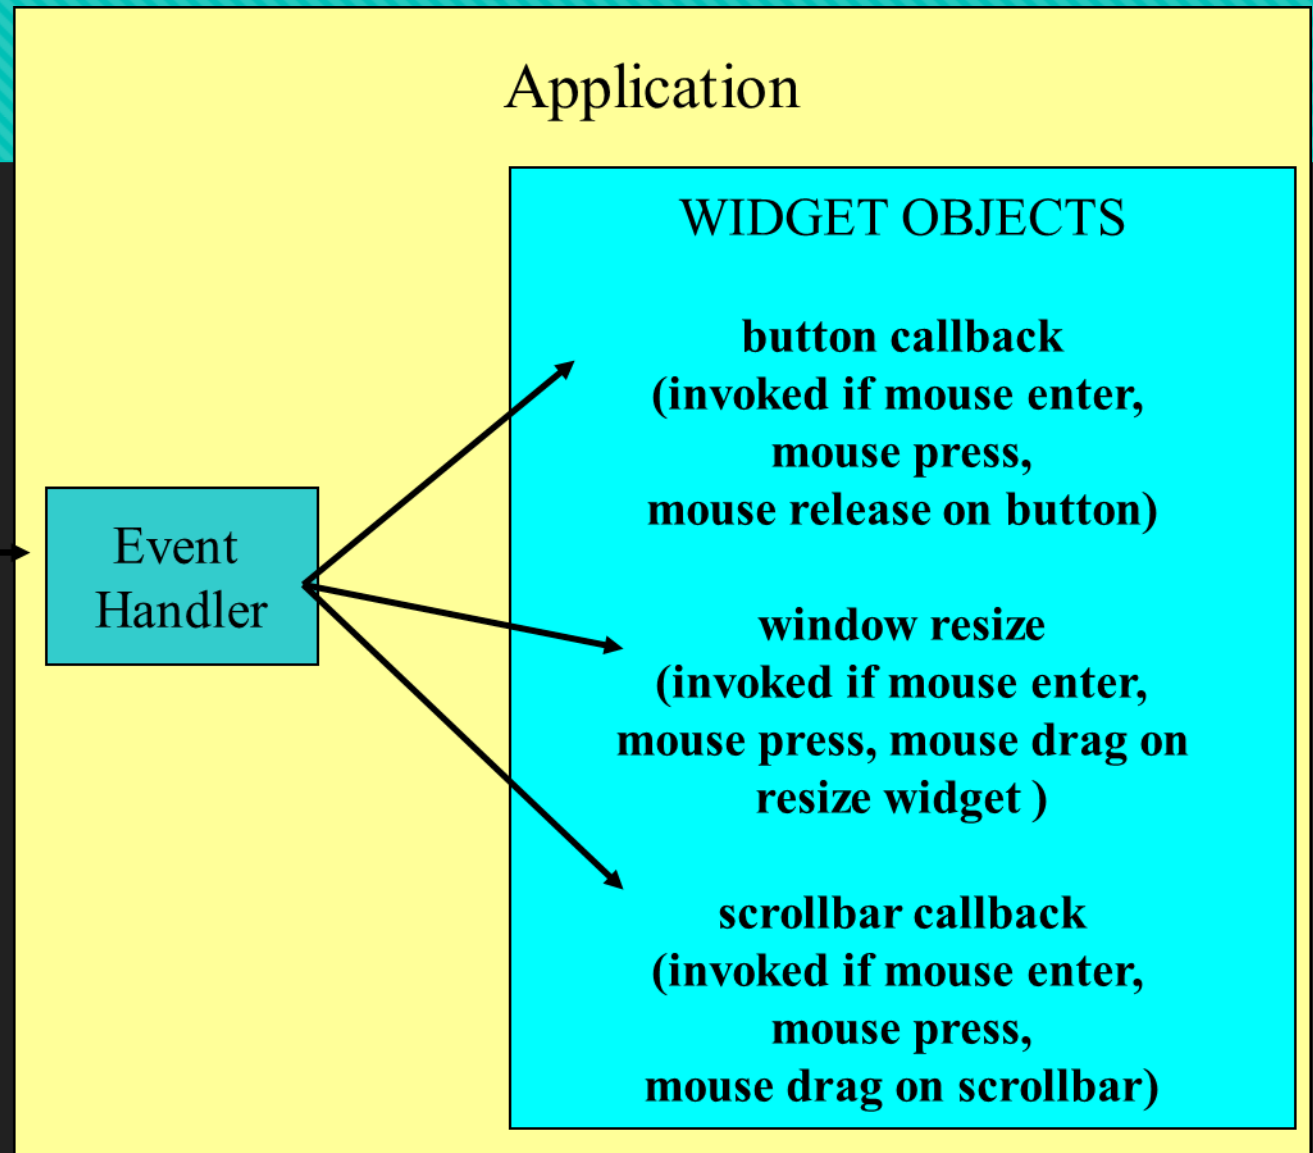 Application
WIDGET OBJECTS
button callback
(invoked if mouse enter,
mouse press,
mouse release on button)
Event
Handler
window resize
(invoked if mouse enter,
mouse press, mouse drag on
resize widget )
scrollbar callback
(invoked if mouse enter,
mouse press,
mouse drag on scrollbar)